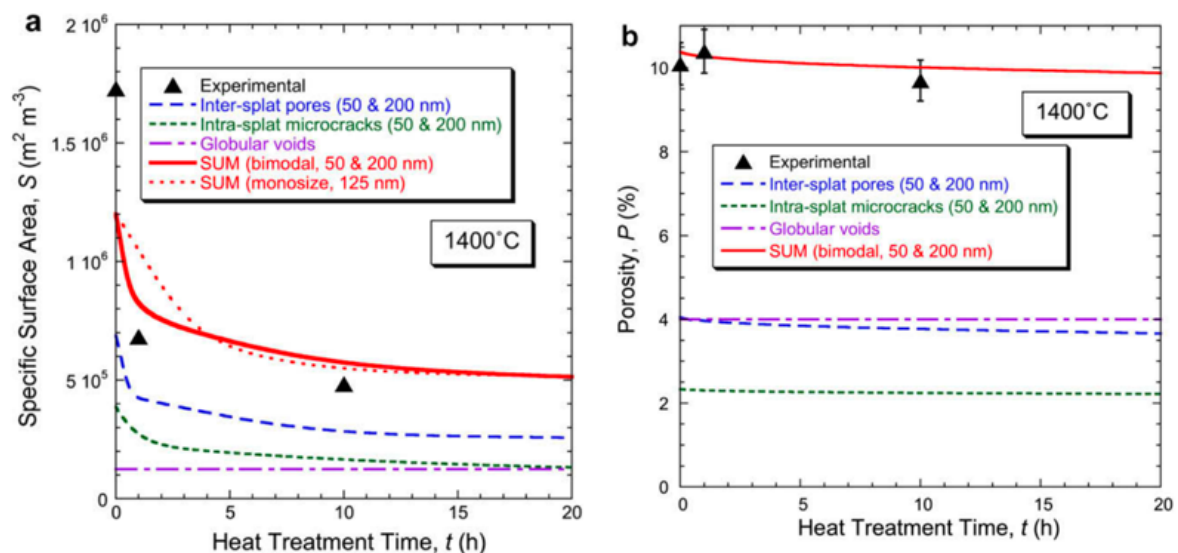 a
2 10⁶
1.5 10⁶
1 10⁶
5 10⁵
0
Specific Surface Area, S (m² m⁻³)
Experimental
Inter-splat pores (50 & 200 nm)
Intra-splat microcracks (50 & 200 nm)
Globular voids
SUM (bimodal, 50 & 200 nm)
SUM (monosize, 125 nm)
1400˚C
0 5 10 15 20
Heat Treatment Time, t (h)
b
12
10
8
6
4
2
0
Porosity, P (%)
1400˚C
Experimental
Inter-splat pores (50 & 200 nm)
Intra-splat microcracks (50 & 200 nm)
Globular voids
SUM (bimodal, 50 & 200 nm)
0 5 10 15 20
Heat Treatment Time, t (h)